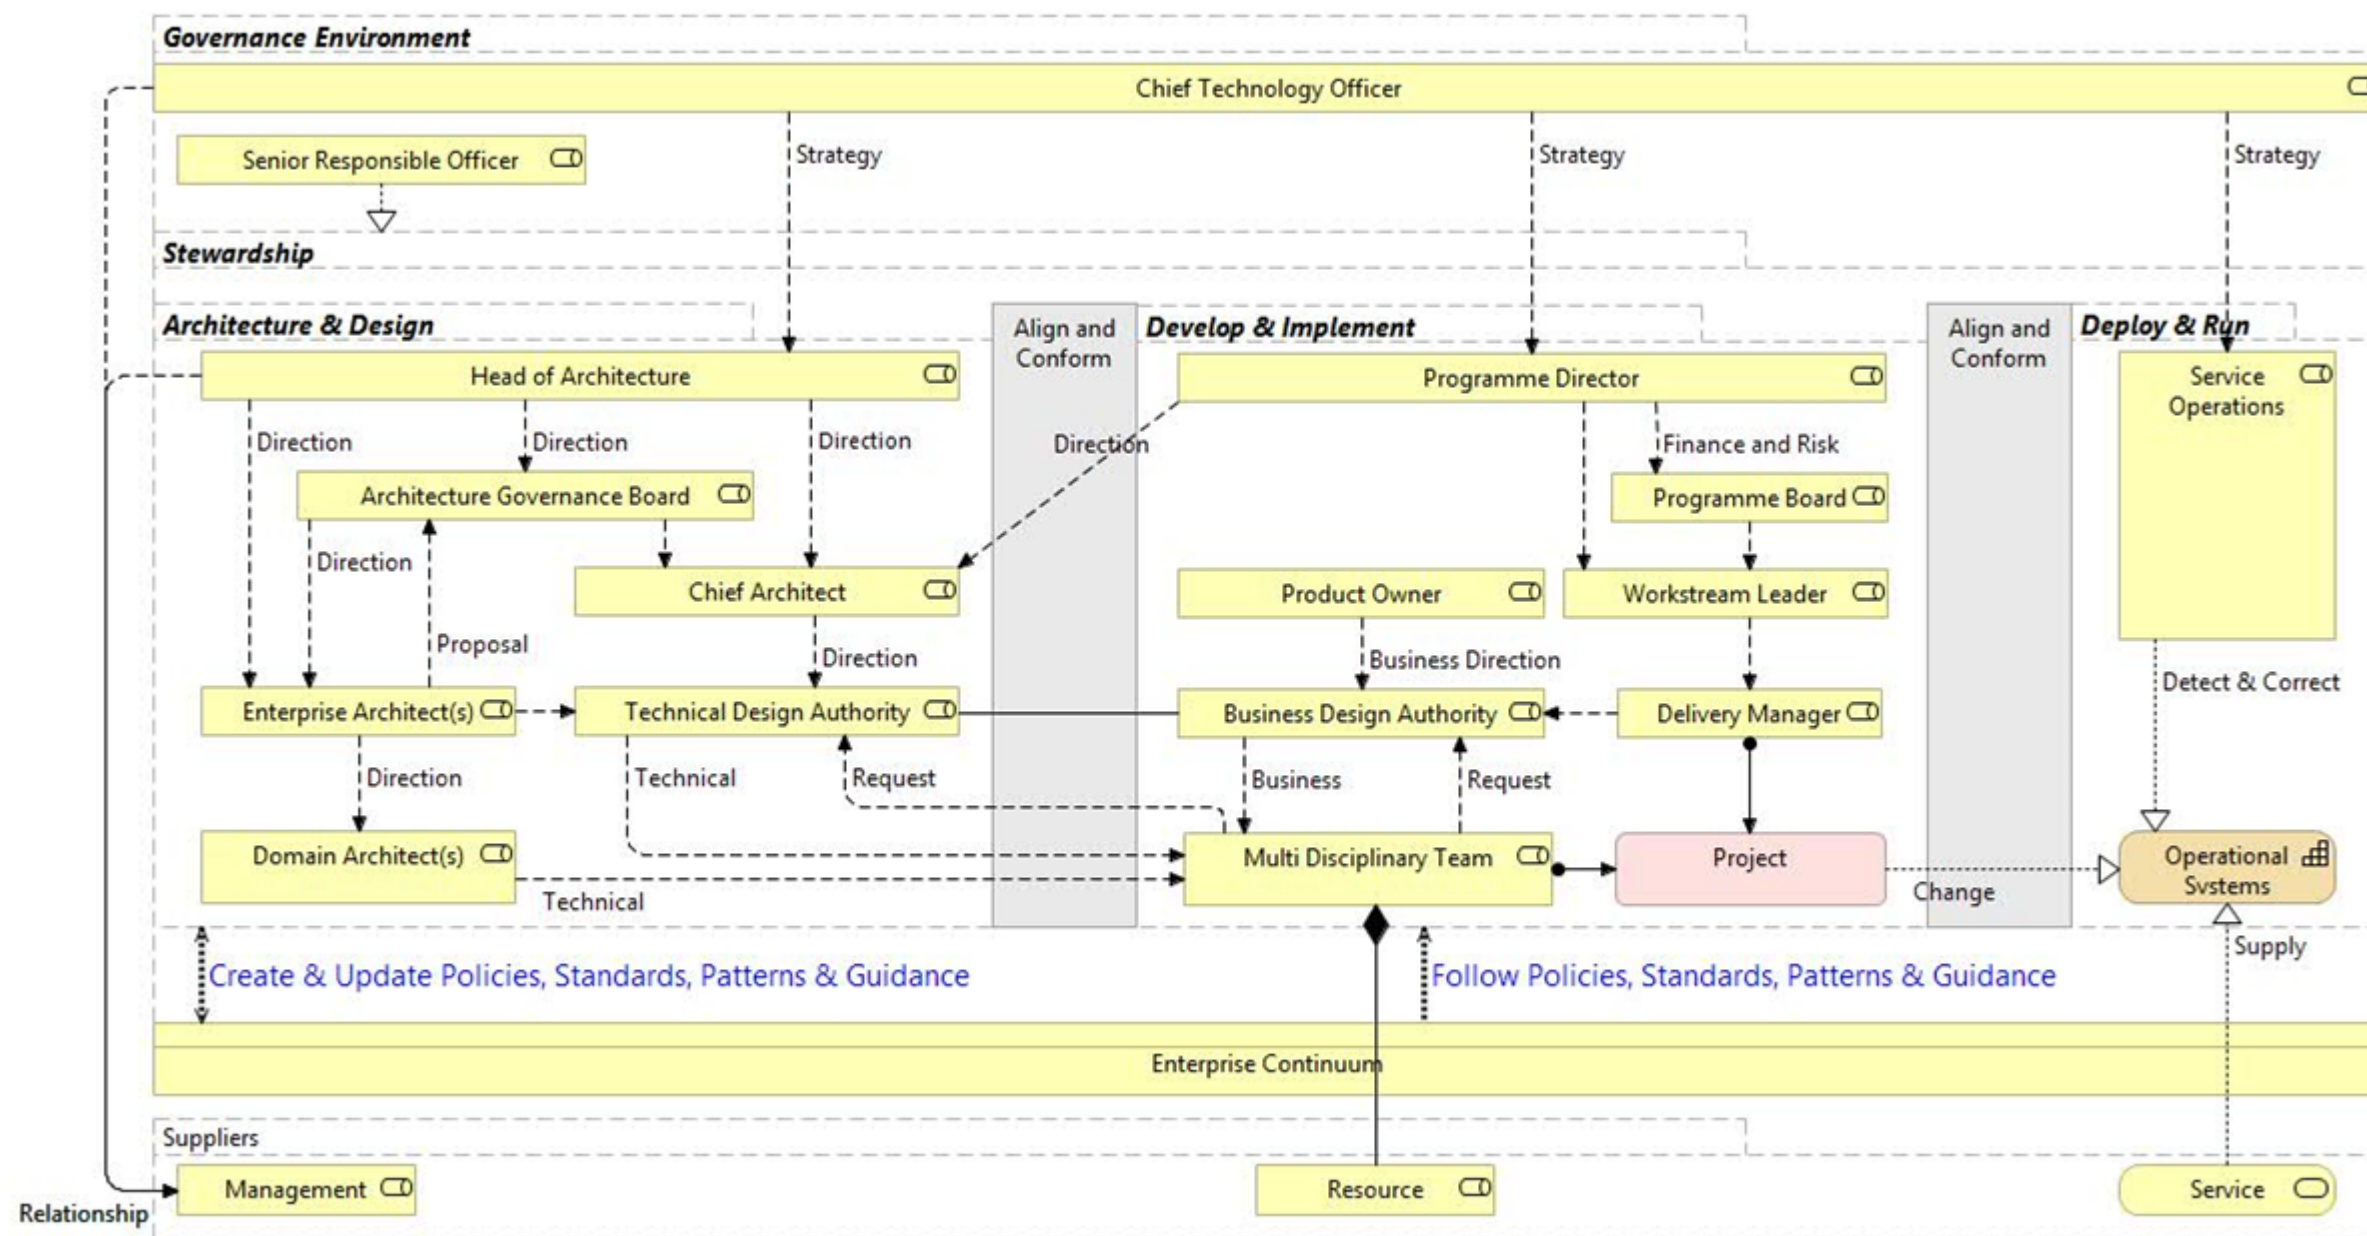 Governance Environment
Chief Technology Officer
Senior Responsible Officer
Strategy
Strategy
Strategy
Stewardship
Architecture & Design
Align and
Conform
Develop & Implement
Align and
Conform
Deploy & Run
Head of Architecture
Programme Director
Service
Operations
Direction
Direction
Direction
Direction
Finance and Risk
Architecture Governance Board
Programme Board
Direction
Chief Architect
Product Owner
Workstream Leader
Proposal
Direction
Business Direction
Detect & Correct
Enterprise Architect(s)
Technical Design Authority
Business Design Authority
Delivery Manager
Direction
Technical
Request
Business
Request
Domain Architect(s)
Multi Disciplinary Team
Project
Operational
Systems
Technical
Change
Supply
Create & Update Policies, Standards, Patterns & Guidance
Follow Policies, Standards, Patterns & Guidance
Enterprise Continuum
Suppliers
Management
Resource
Service
Relationship